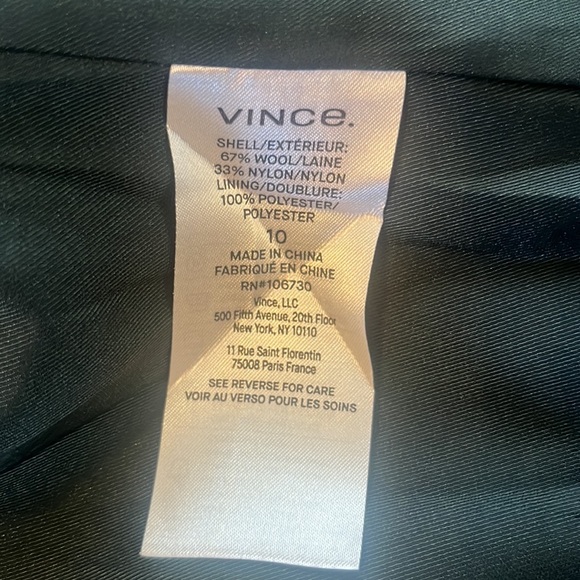 VINCe.
SHELL/EXTÉRIEUR:
67% WOOL/LAINE
33% NYLON/NYLON
LINING/DOUBLURE:
100% POLYESTER/
POLYESTER
10
MADE IN CHINA
FABRIQUÉ EN CHINE
RN#106730
Vince, LLC
500 Fifth Avenue, 20th Floor
New York, NY 10110
11 Rue Saint Florentin
75008 Paris France
SEE REVERSE FOR CARE
VOIR AU VERSO POUR LES SOINS